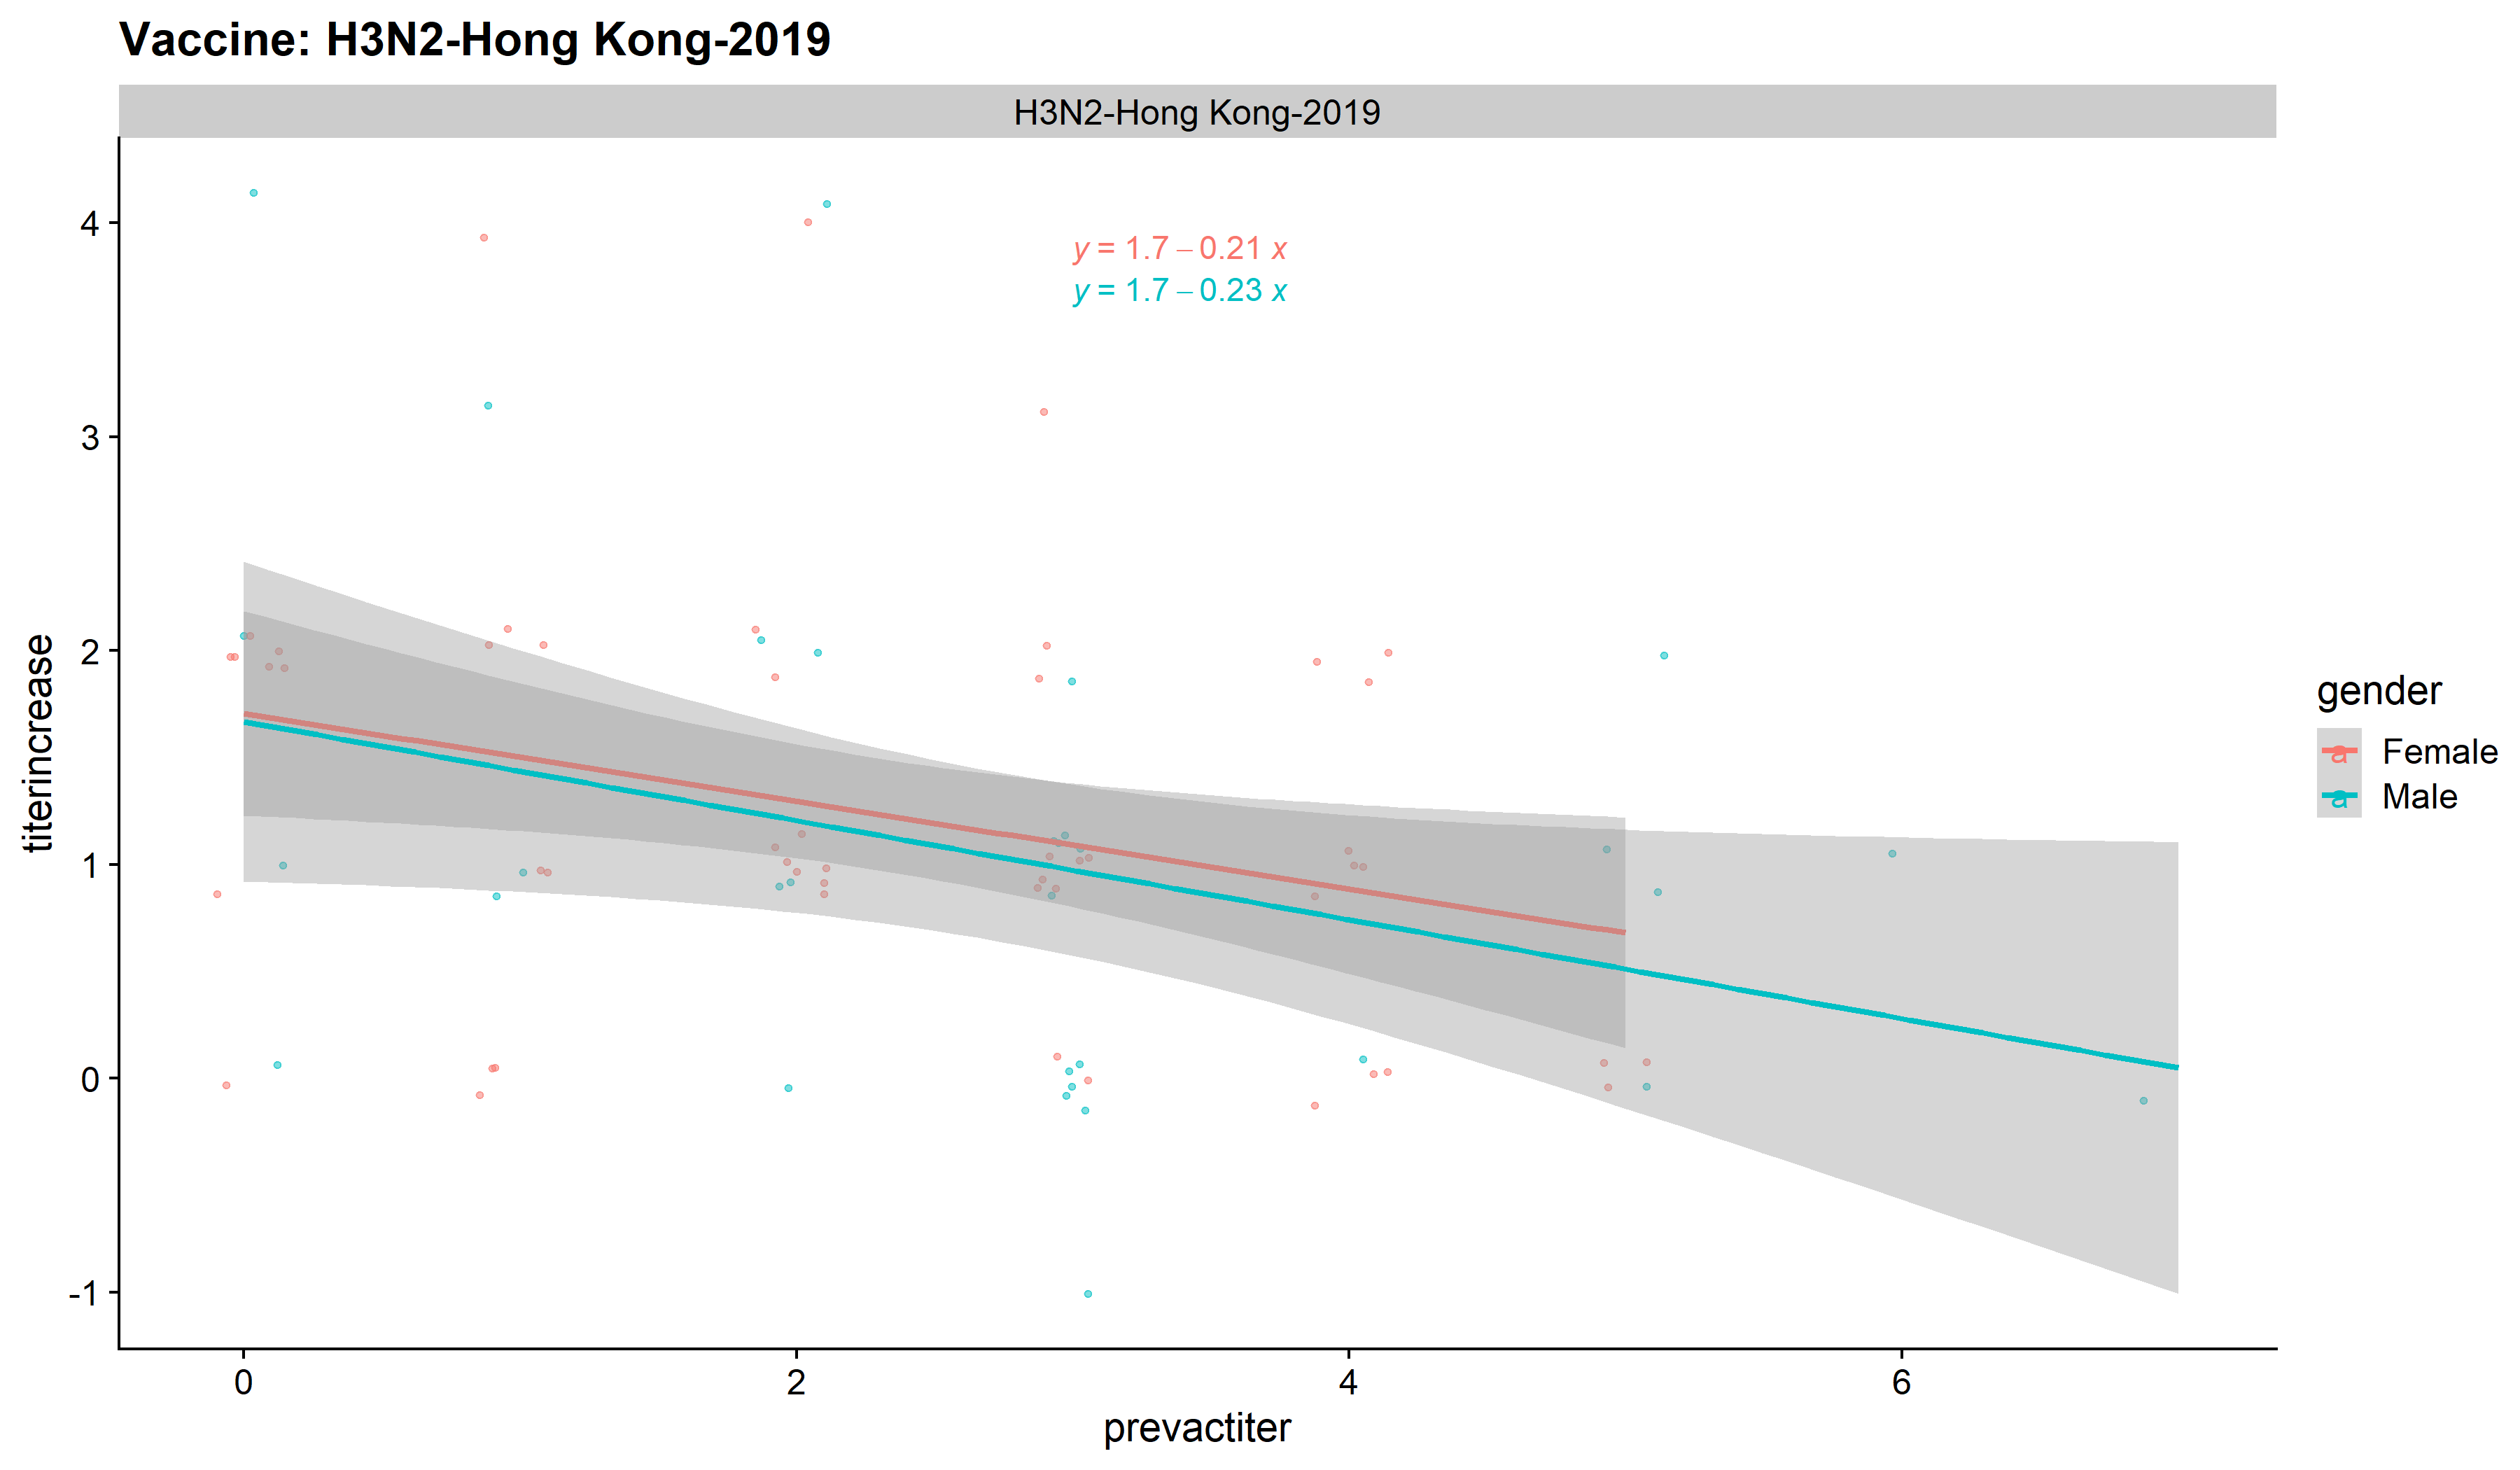 Vaccine: H3N2-Hong Kong-2019
H3N2-Hong Kong-2019
4
3
2
1
0
-1
titerincrease
y = 1.7 – 0.21 x
y = 1.7 – 0.23 x
0 2 4 6
prevactiter
gender
a Female
a Male